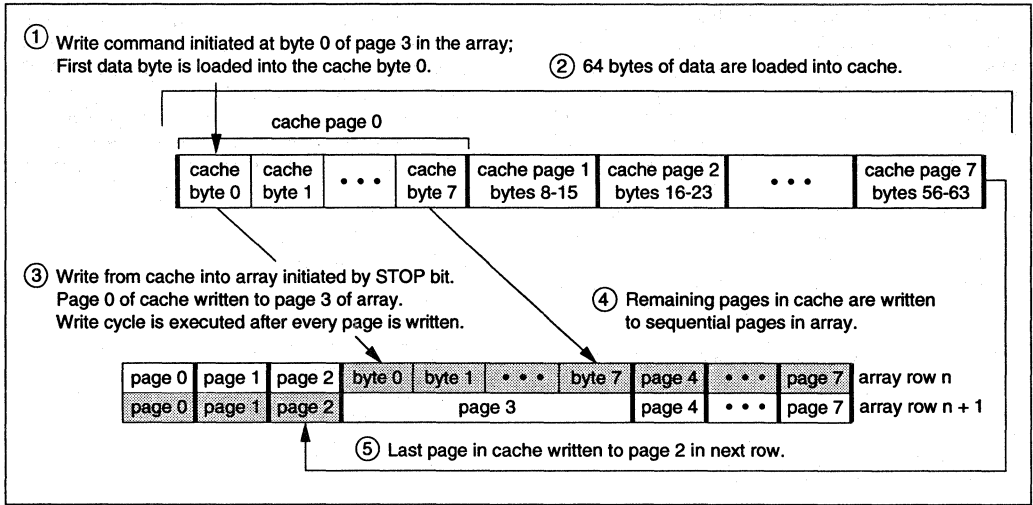 ① Write command initiated at byte 0 of page 3 in the array;
First data byte is loaded into the cache byte 0.
② 64 bytes of data are loaded into cache.
cache page 0
cache byte 0 cache byte 1 • • • cache byte 7 cache page 1 bytes 8-15 cache page 2 bytes 16-23 • • • cache page 7 bytes 56-63
③ Write from cache into array initiated by STOP bit.
Page 0 of cache written to page 3 of array.
Write cycle is executed after every page is written.
④ Remaining pages in cache are written
to sequential pages in array.
page 0 page 1 page 2 byte 0 byte 1 • • • byte 7 page 4 • • • page 7 array row n
page 0 page 1 page 2 page 3 page 4 • • • page 7 array row n + 1
⑤ Last page in cache written to page 2 in next row.